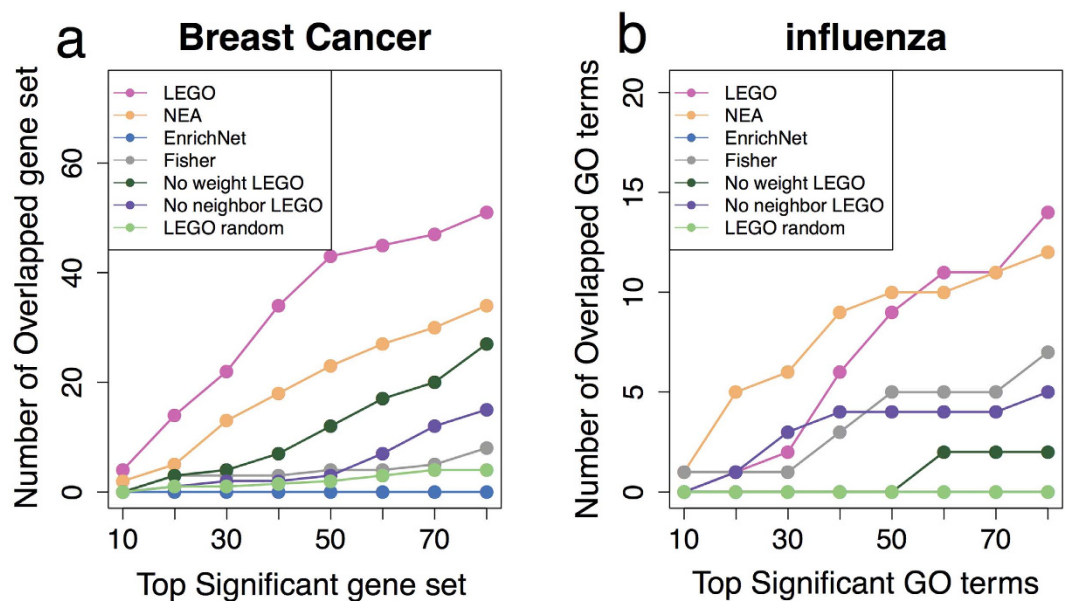 a
Breast Cancer
Number of Overlapped gene set
LEGO
NEA
EnrichNet
Fisher
No weight LEGO
No neighbor LEGO
LEGO random
60
40
20
0
10
30
50
70
Top Significant gene set
b
influenza
Number of Overlapped GO terms
LEGO
NEA
EnrichNet
Fisher
No weight LEGO
No neighbor LEGO
LEGO random
20
15
10
5
0
10
30
50
70
Top Significant GO terms